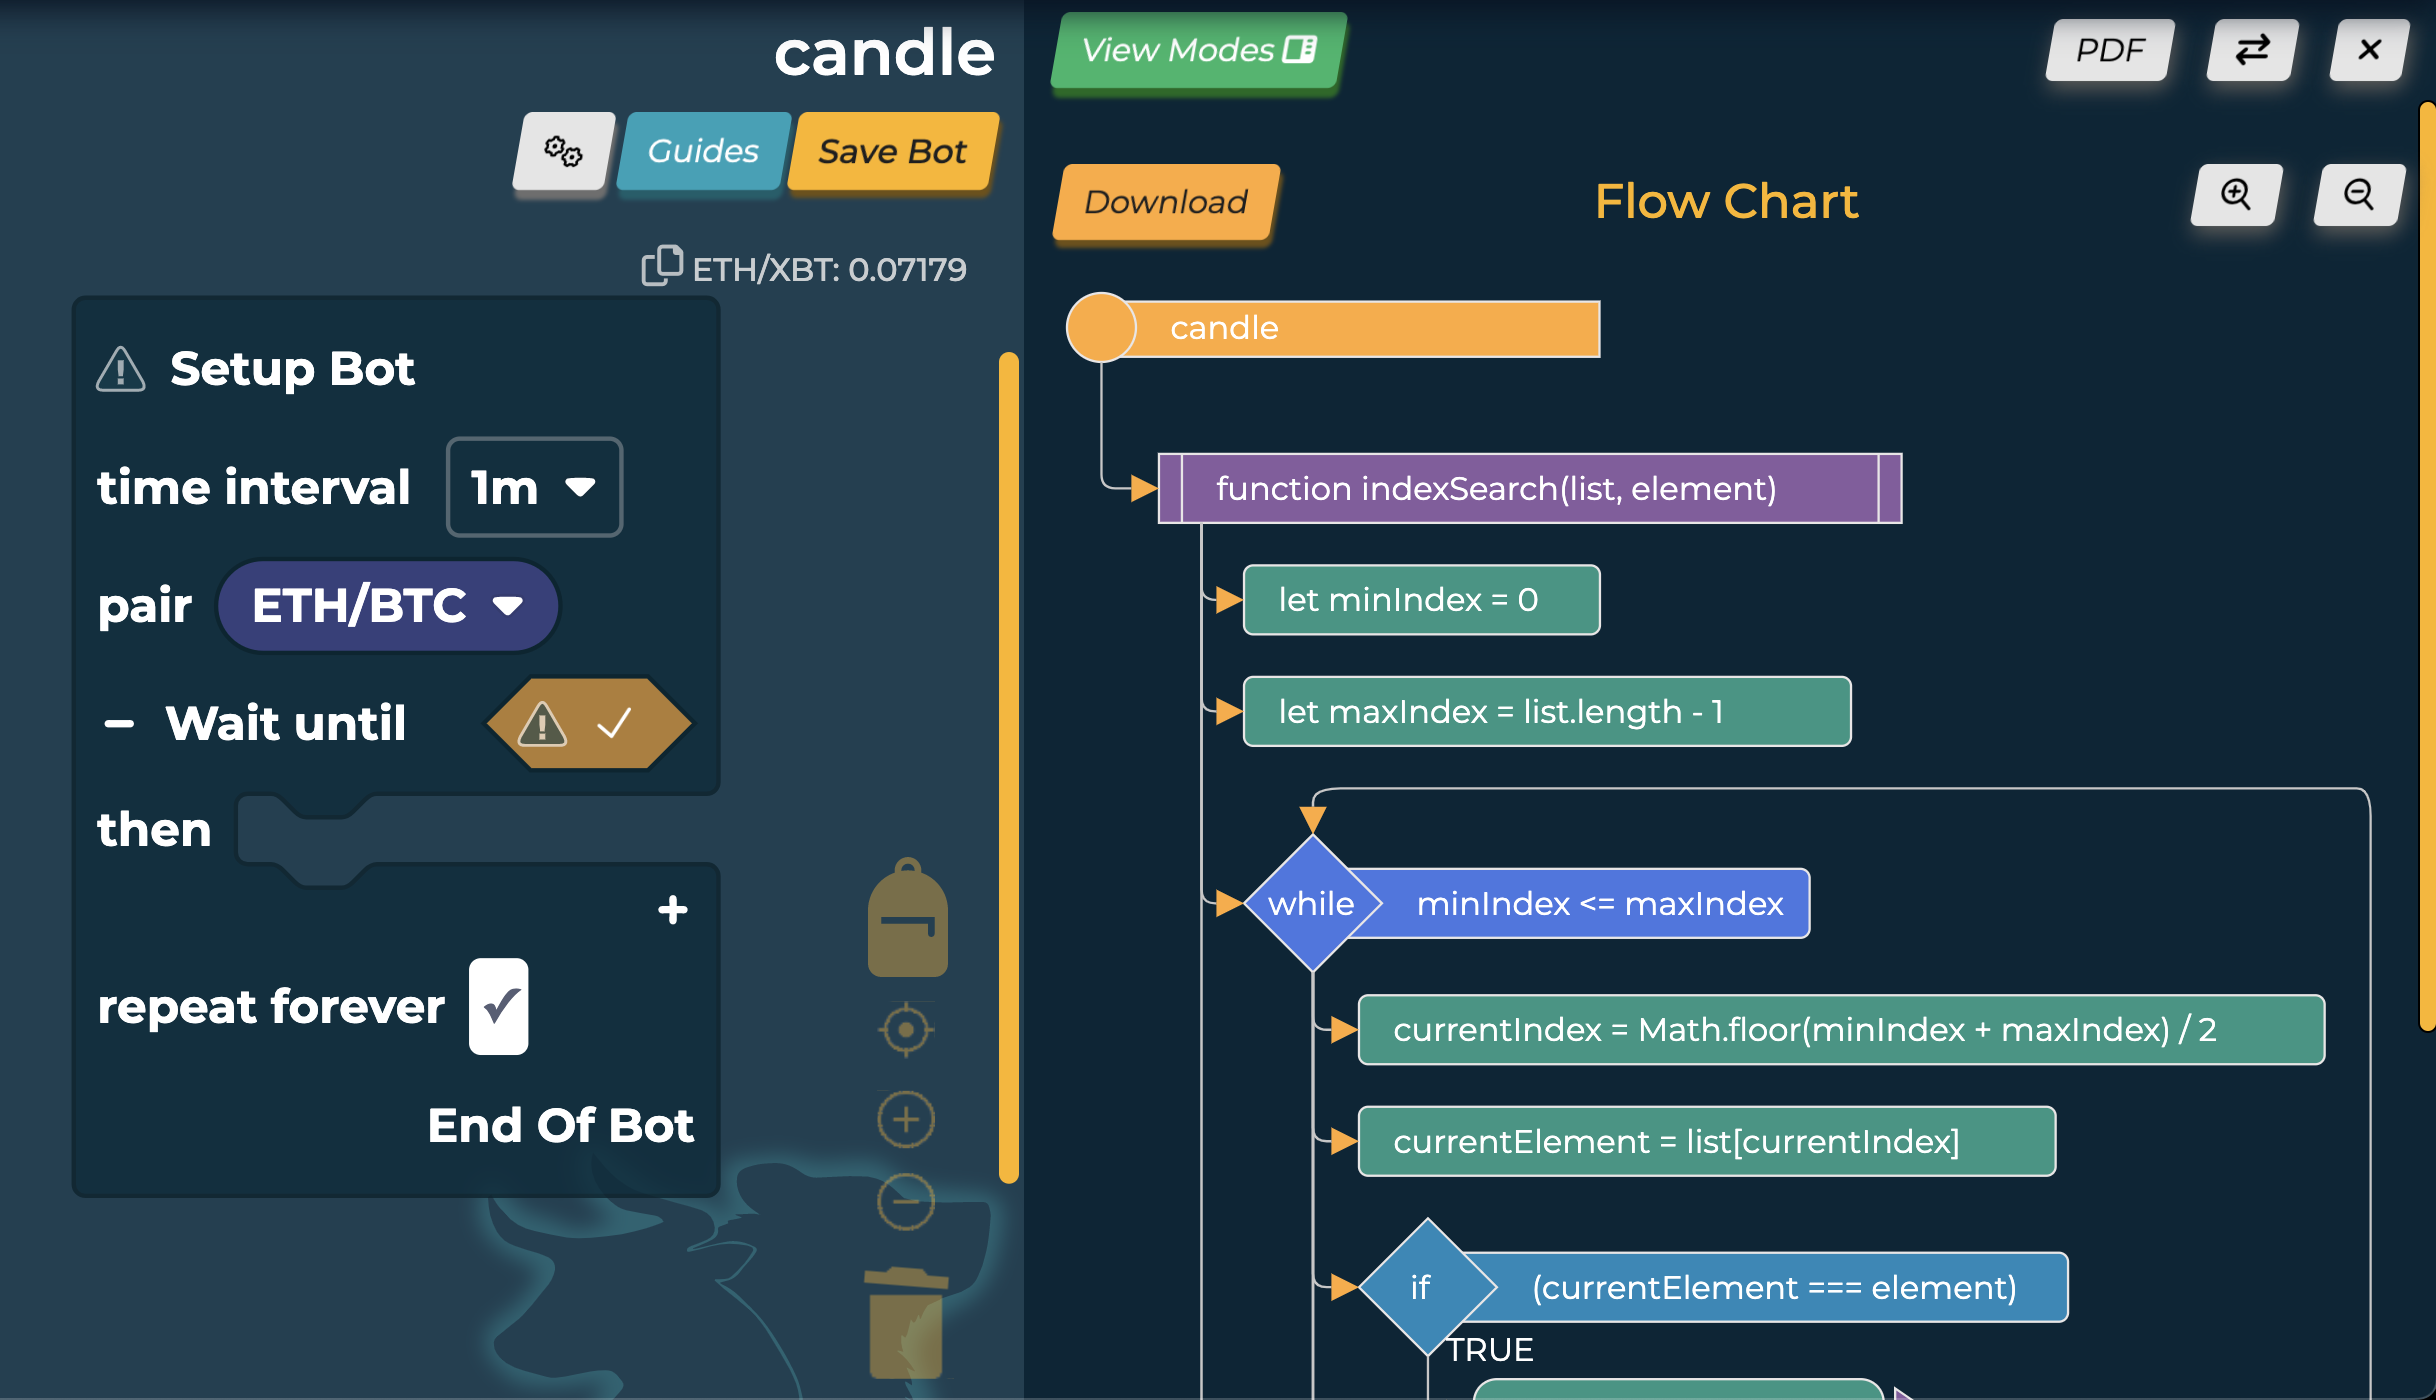 candle
Guides
Save Bot
ETH/XBT: 0.07179
Setup Bot
time interval 1m
pair ETH/BTC
Wait until
then
repeat forever
End Of Bot
View Modes
PDF
Download
Flow Chart
candle
function indexSearch(list, element)
let minIndex = 0
let maxIndex = list.length - 1
while minIndex <= maxIndex
currentIndex = Math.floor(minIndex + maxIndex) / 2
currentElement = list[currentIndex]
if (currentElement === element)
TRUE